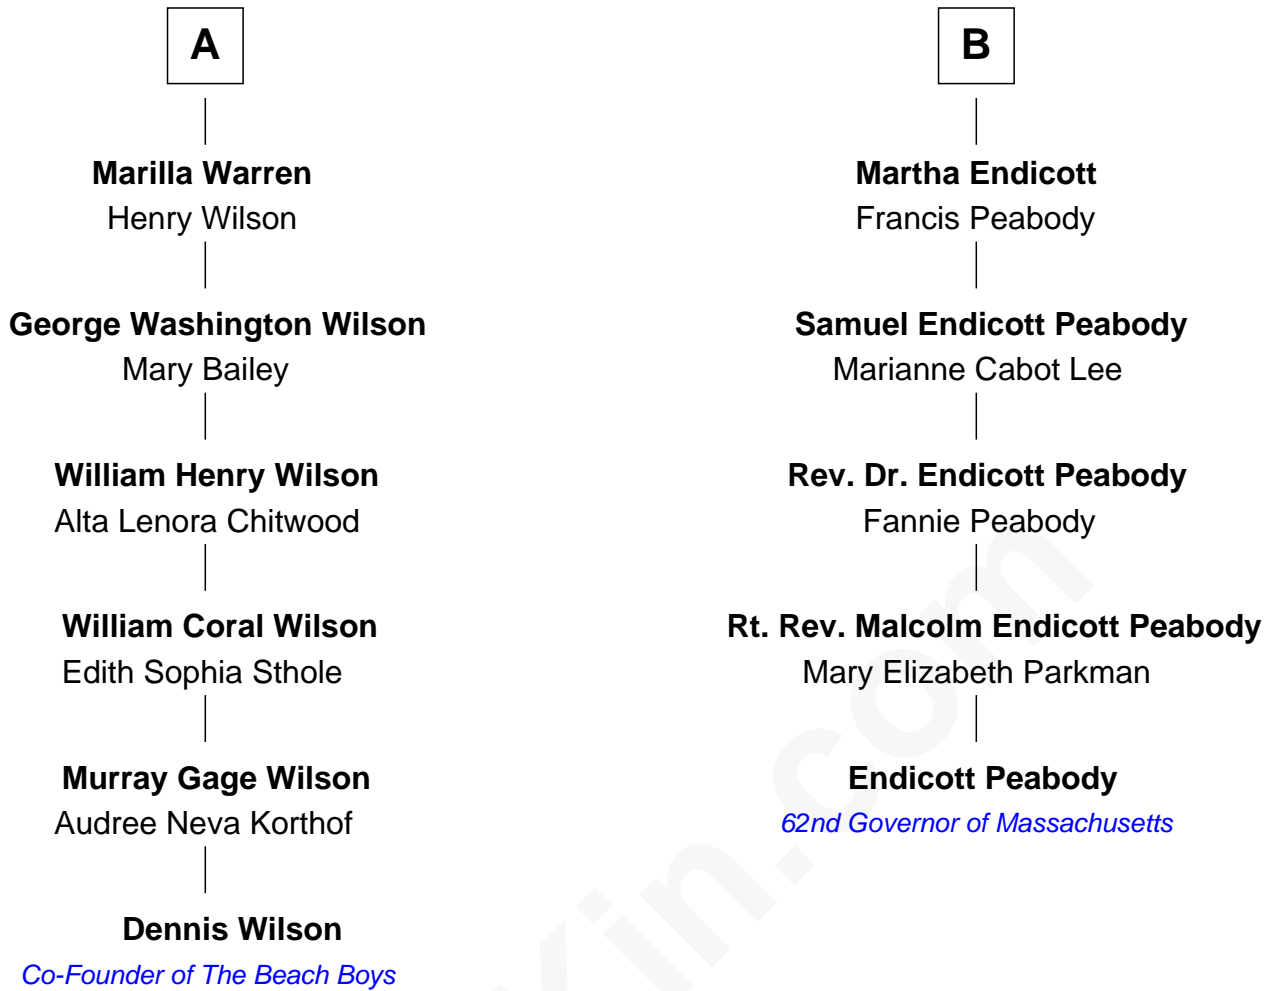 A
B
Marilla Warren
Henry Wilson
Martha Endicott
Francis Peabody
George Washington Wilson
Mary Bailey
Samuel Endicott Peabody
Marianne Cabot Lee
William Henry Wilson
Alta Lenora Chitwood
Rev. Dr. Endicott Peabody
Fannie Peabody
William Coral Wilson
Edith Sophia Sthole
Rt. Rev. Malcolm Endicott Peabody
Mary Elizabeth Parkman
Murray Gage Wilson
Audree Neva Korthof
Endicott Peabody
62nd Governor of Massachusetts
Dennis Wilson
Co-Founder of The Beach Boys
Kin.com